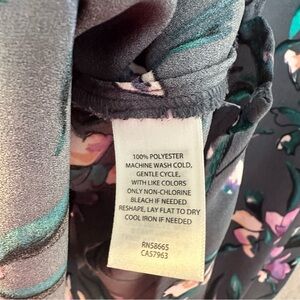 100% POLYESTER
MACHINE WASH COLD,
GENTLE CYCLE,
WITH LIKE COLORS
ONLY NON-CHLORINE
BLEACH IF NEEDED
RESHAPE, LAY FLAT TO DRY
COOL IRON IF NEEDED
RN58665
CA57963